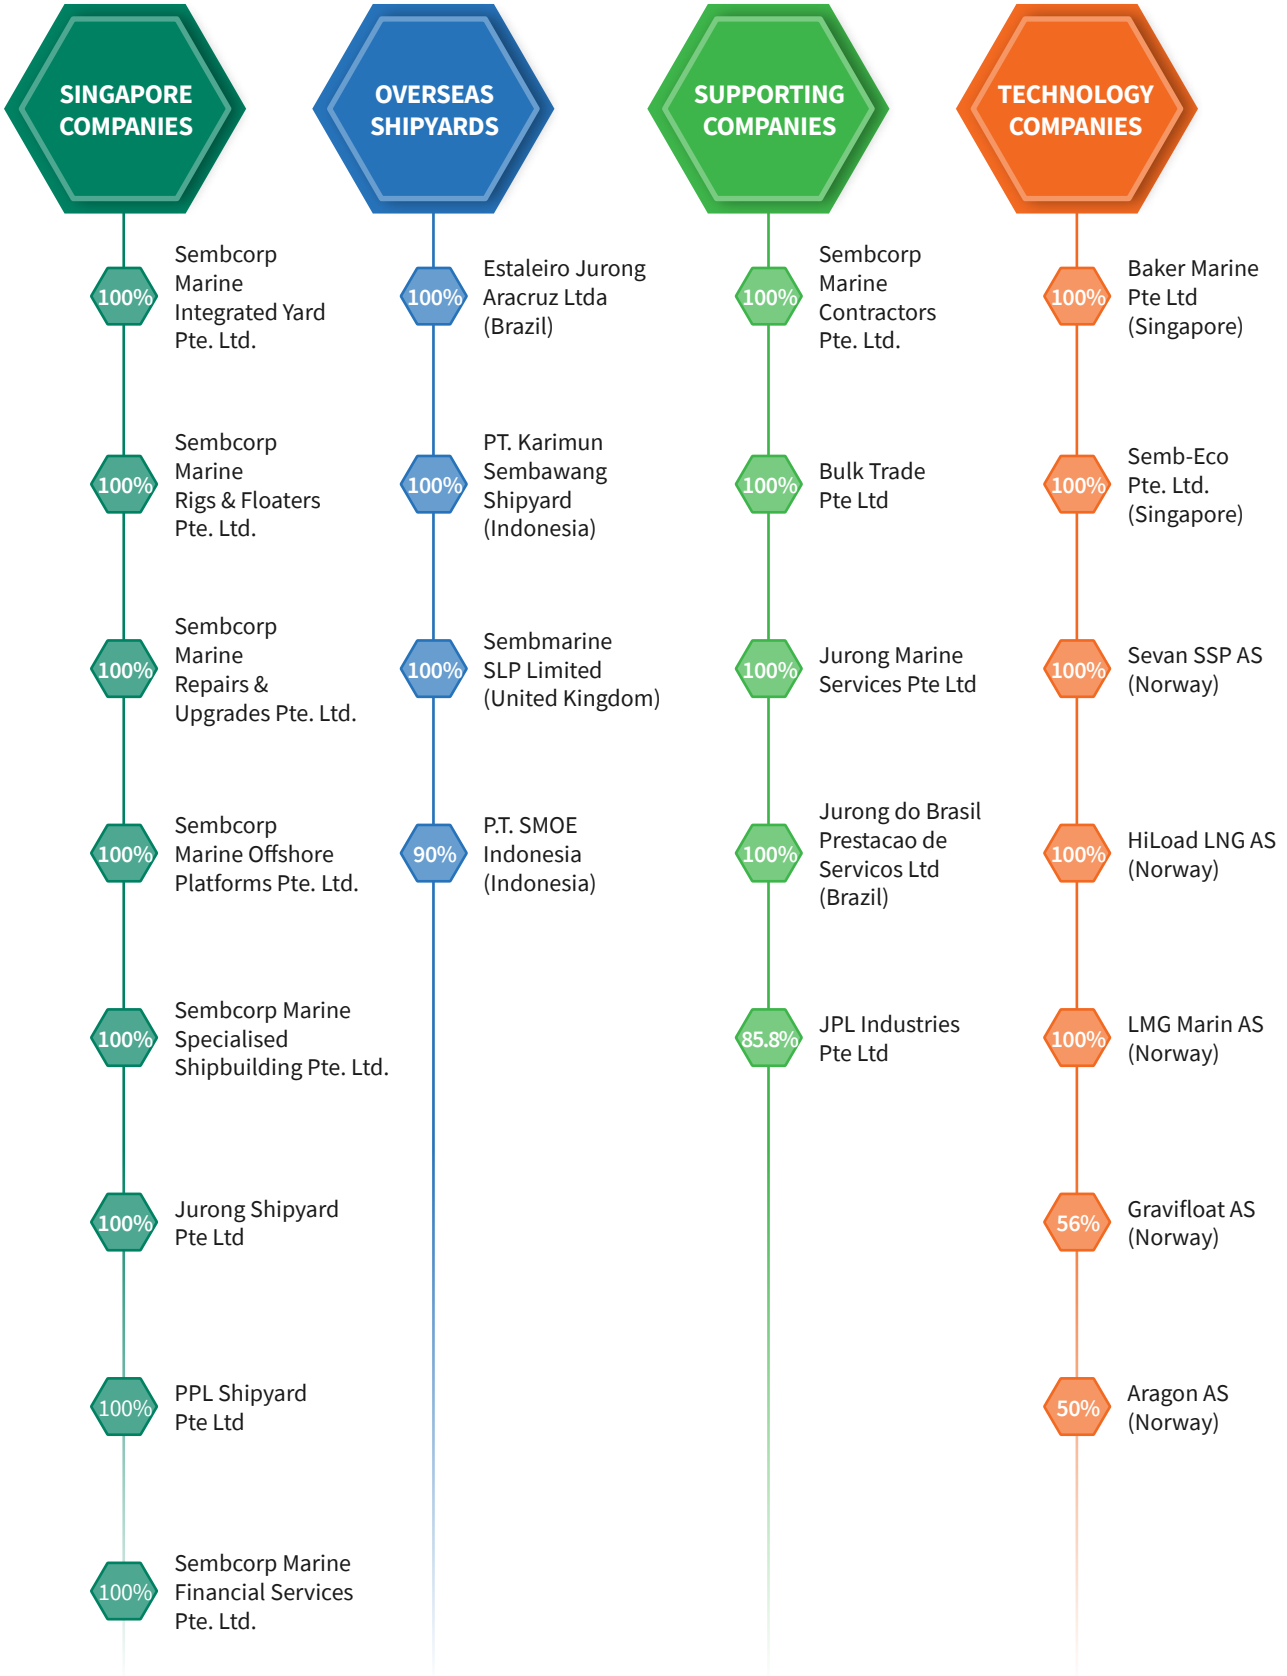 SINGAPORE
COMPANIES
100%
Sembcorp
Marine
Integrated Yard
Pte. Ltd.
100%
Sembcorp
Marine
Rigs & Floaters
Pte. Ltd.
100%
Sembcorp
Marine
Repairs &
Upgrades Pte. Ltd.
100%
Sembcorp
Marine Offshore
Platforms Pte. Ltd.
100%
Sembcorp Marine
Specialised
Shipbuilding Pte. Ltd.
100%
Jurong Shipyard
Pte Ltd
100%
PPL Shipyard
Pte Ltd
100%
Sembcorp Marine
Financial Services
Pte. Ltd.
OVERSEAS
SHIPYARDS
100%
Estaleiro Jurong
Aracruz Ltda
(Brazil)
100%
PT. Karimun
Sembawang
Shipyard
(Indonesia)
100%
Sembmarine
SLP Limited
(United Kingdom)
90%
P.T. SMOE
Indonesia
(Indonesia)
SUPPORTING
COMPANIES
100%
Sembcorp
Marine
Contractors
Pte. Ltd.
100%
Bulk Trade
Pte Ltd
100%
Jurong Marine
Services Pte Ltd
100%
Jurong do Brasil
Prestacao de
Servicos Ltd
(Brazil)
85.8%
JPL Industries
Pte Ltd
TECHNOLOGY
COMPANIES
100%
Baker Marine
Pte Ltd
(Singapore)
100%
Semb-Eco
Pte. Ltd.
(Singapore)
100%
Sevan SSP AS
(Norway)
100%
HiLoad LNG AS
(Norway)
100%
LMG Marin AS
(Norway)
56%
Gravifloat AS
(Norway)
50%
Aragon AS
(Norway)